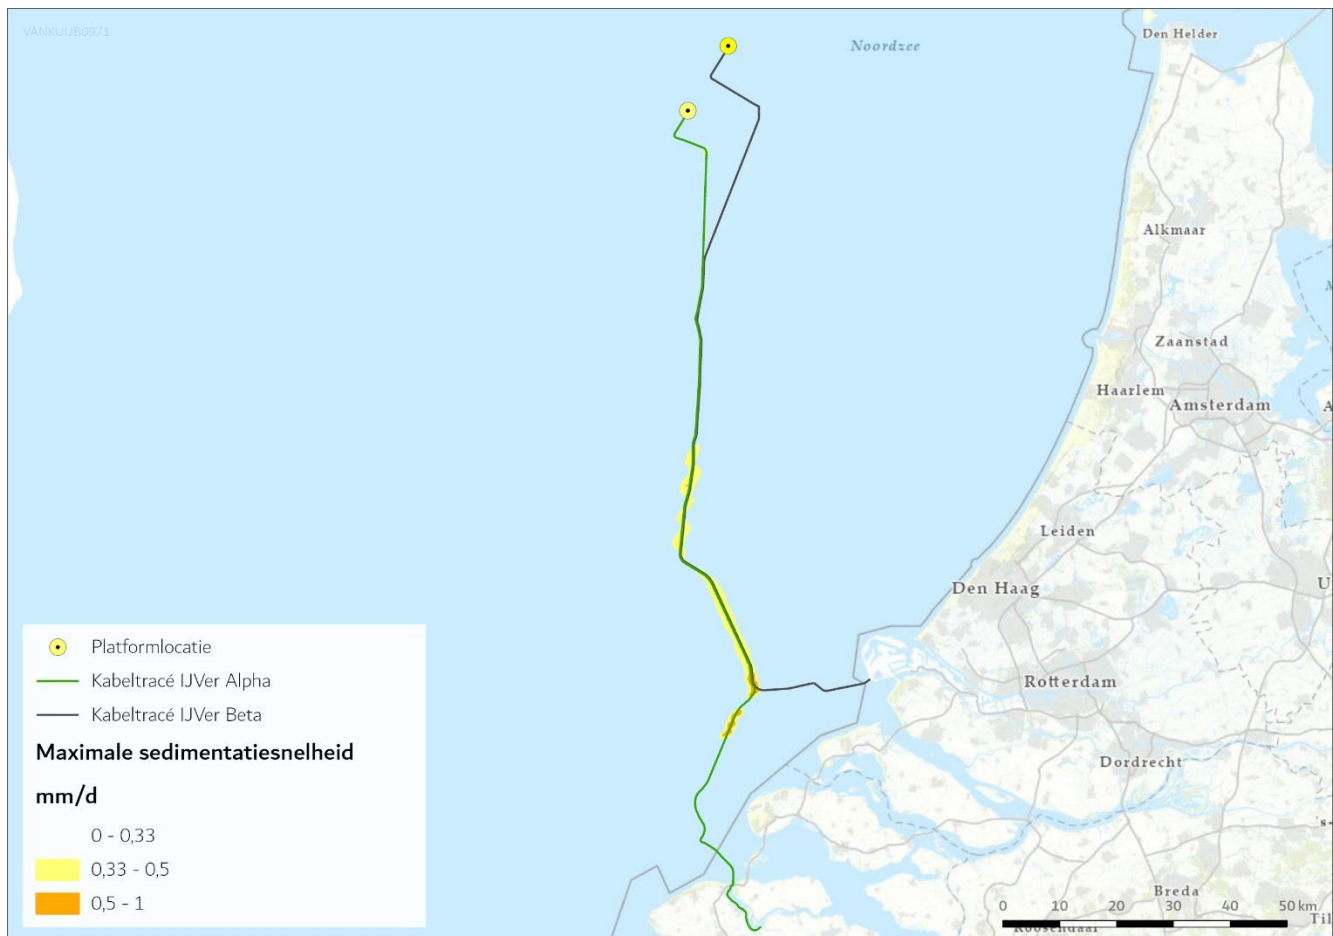 VANKUIJB0971
Den Helder
Noordzee
Alkmaar
Zaanstad
Haarlem
Amsterdam
Leiden
Den Haag
Rotterdam
Dordrecht
Breda
Platformlocatie
Kabeltracé IJVer Alpha
Kabeltracé IJVer Beta
Maximale sedimentatiesnelheid
mm/d
0 - 0,33
0,33 - 0,5
0,5 - 1
0 10 20 30 40 50 km
Roosendaal